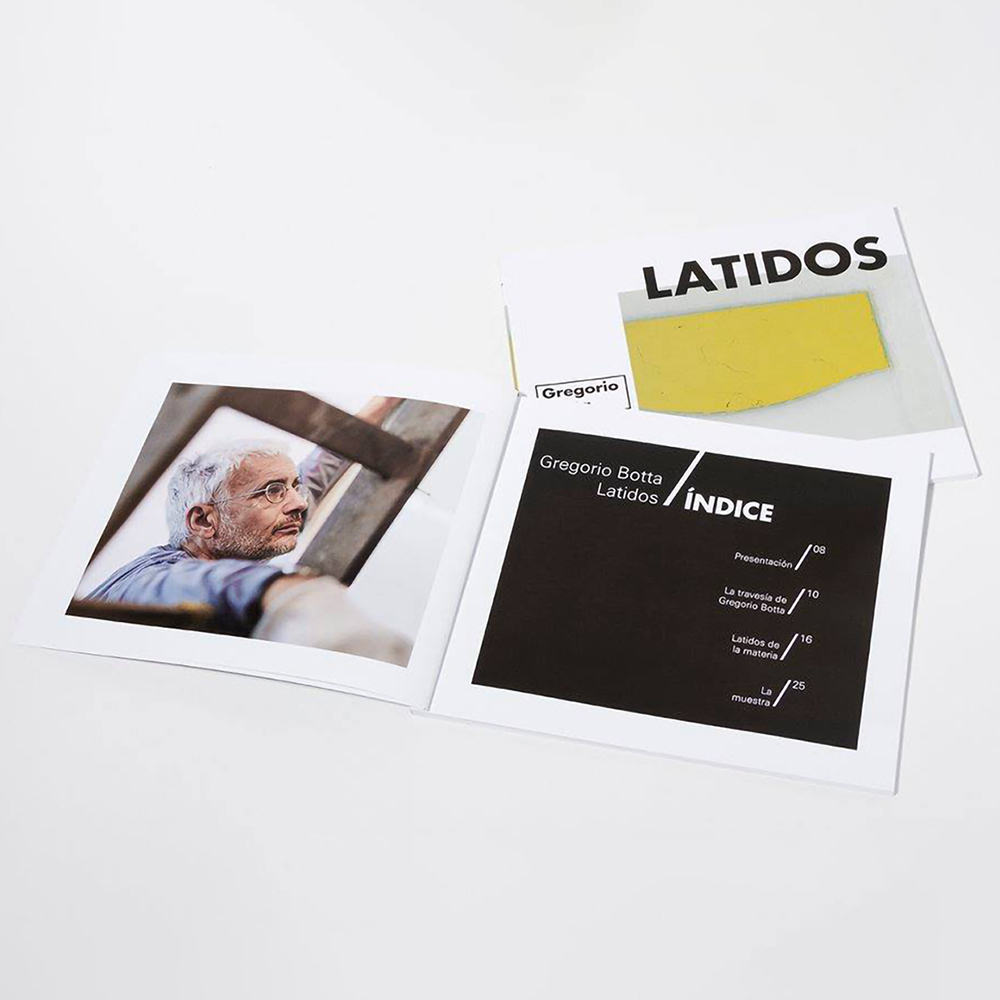 LATIDOS
Gregorio
Gregorio Botta
Latidos
ÍNDICE
Presentación 08
La travesía de 10
Gregorio Botta
Latidos de 16
la materia
La 25
muestra